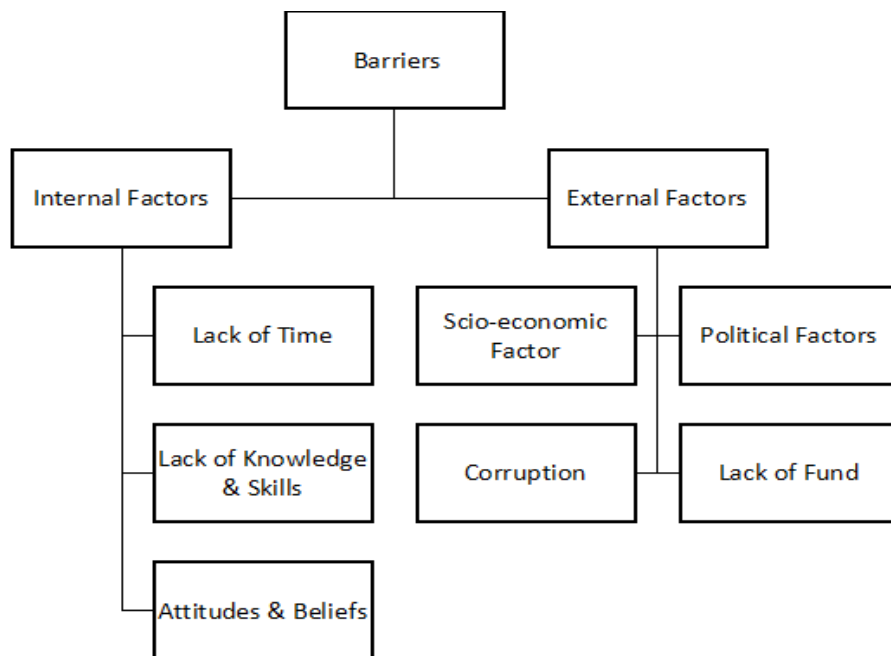 Barriers
Internal Factors
External Factors
Lack of Time
Scio-economic
Factor
Political Factors
Lack of Knowledge
& Skills
Corruption
Lack of Fund
Attitudes & Beliefs